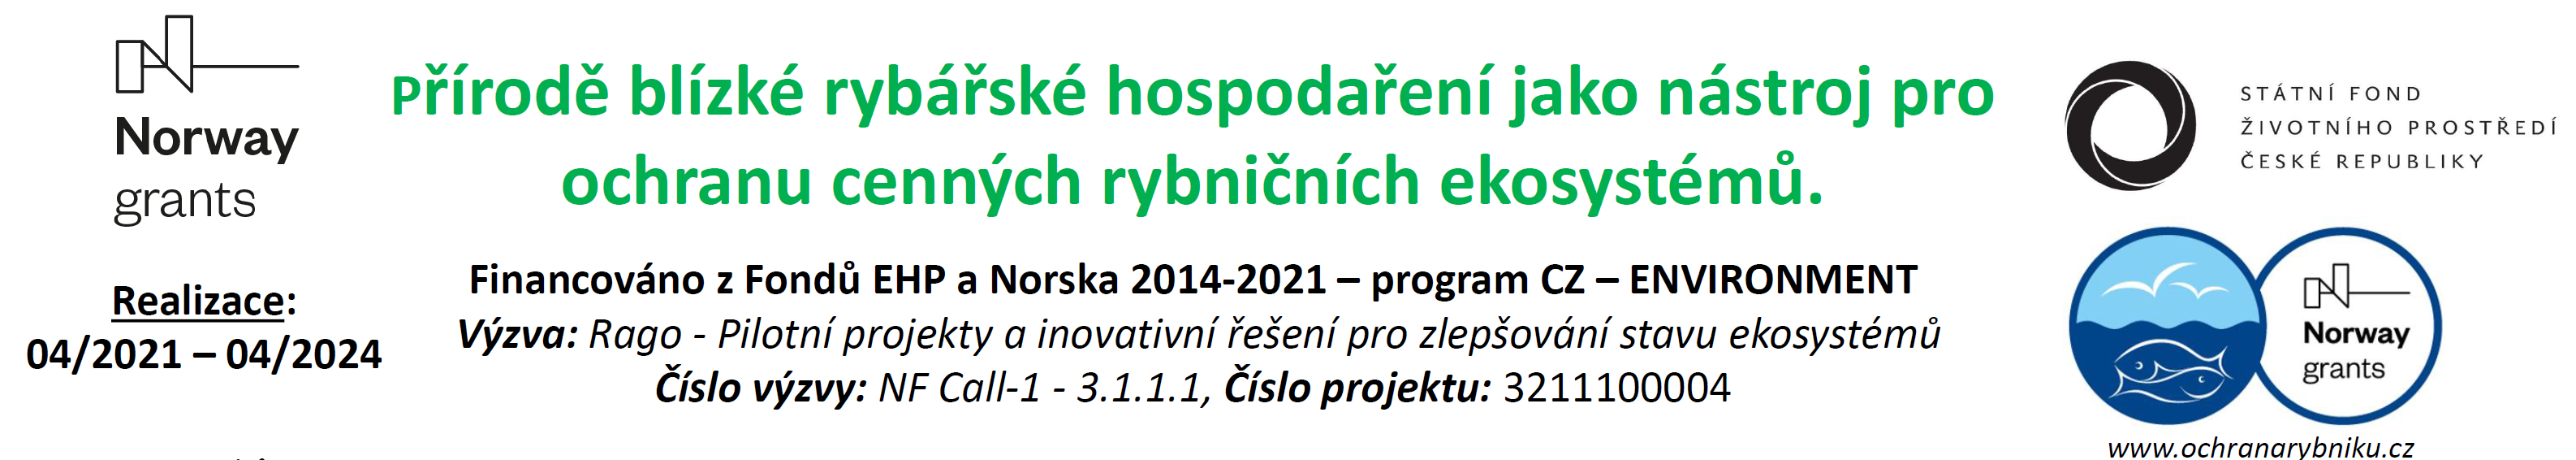 Norway
grants
Realizace:
04/2021 – 04/2024
Přírodě blízké rybářské hospodaření jako nástroj pro
ochranu cenných rybničních ekosystémů.
Financováno z Fondů EHP a Norska 2014-2021 – program CZ – ENVIRONMENT
Výzva: Rago - Pilotní projekty a inovativní řešení pro zlepšování stavu ekosystémů
Číslo výzvy: NF Call-1 - 3.1.1.1, Číslo projektu: 3211100004
STÁTNÍ FOND
ŽIVOTNÍHO PROSTŘEDÍ
ČESKÉ REPUBLIKY
Norway
grants
www.ochranarybniku.cz